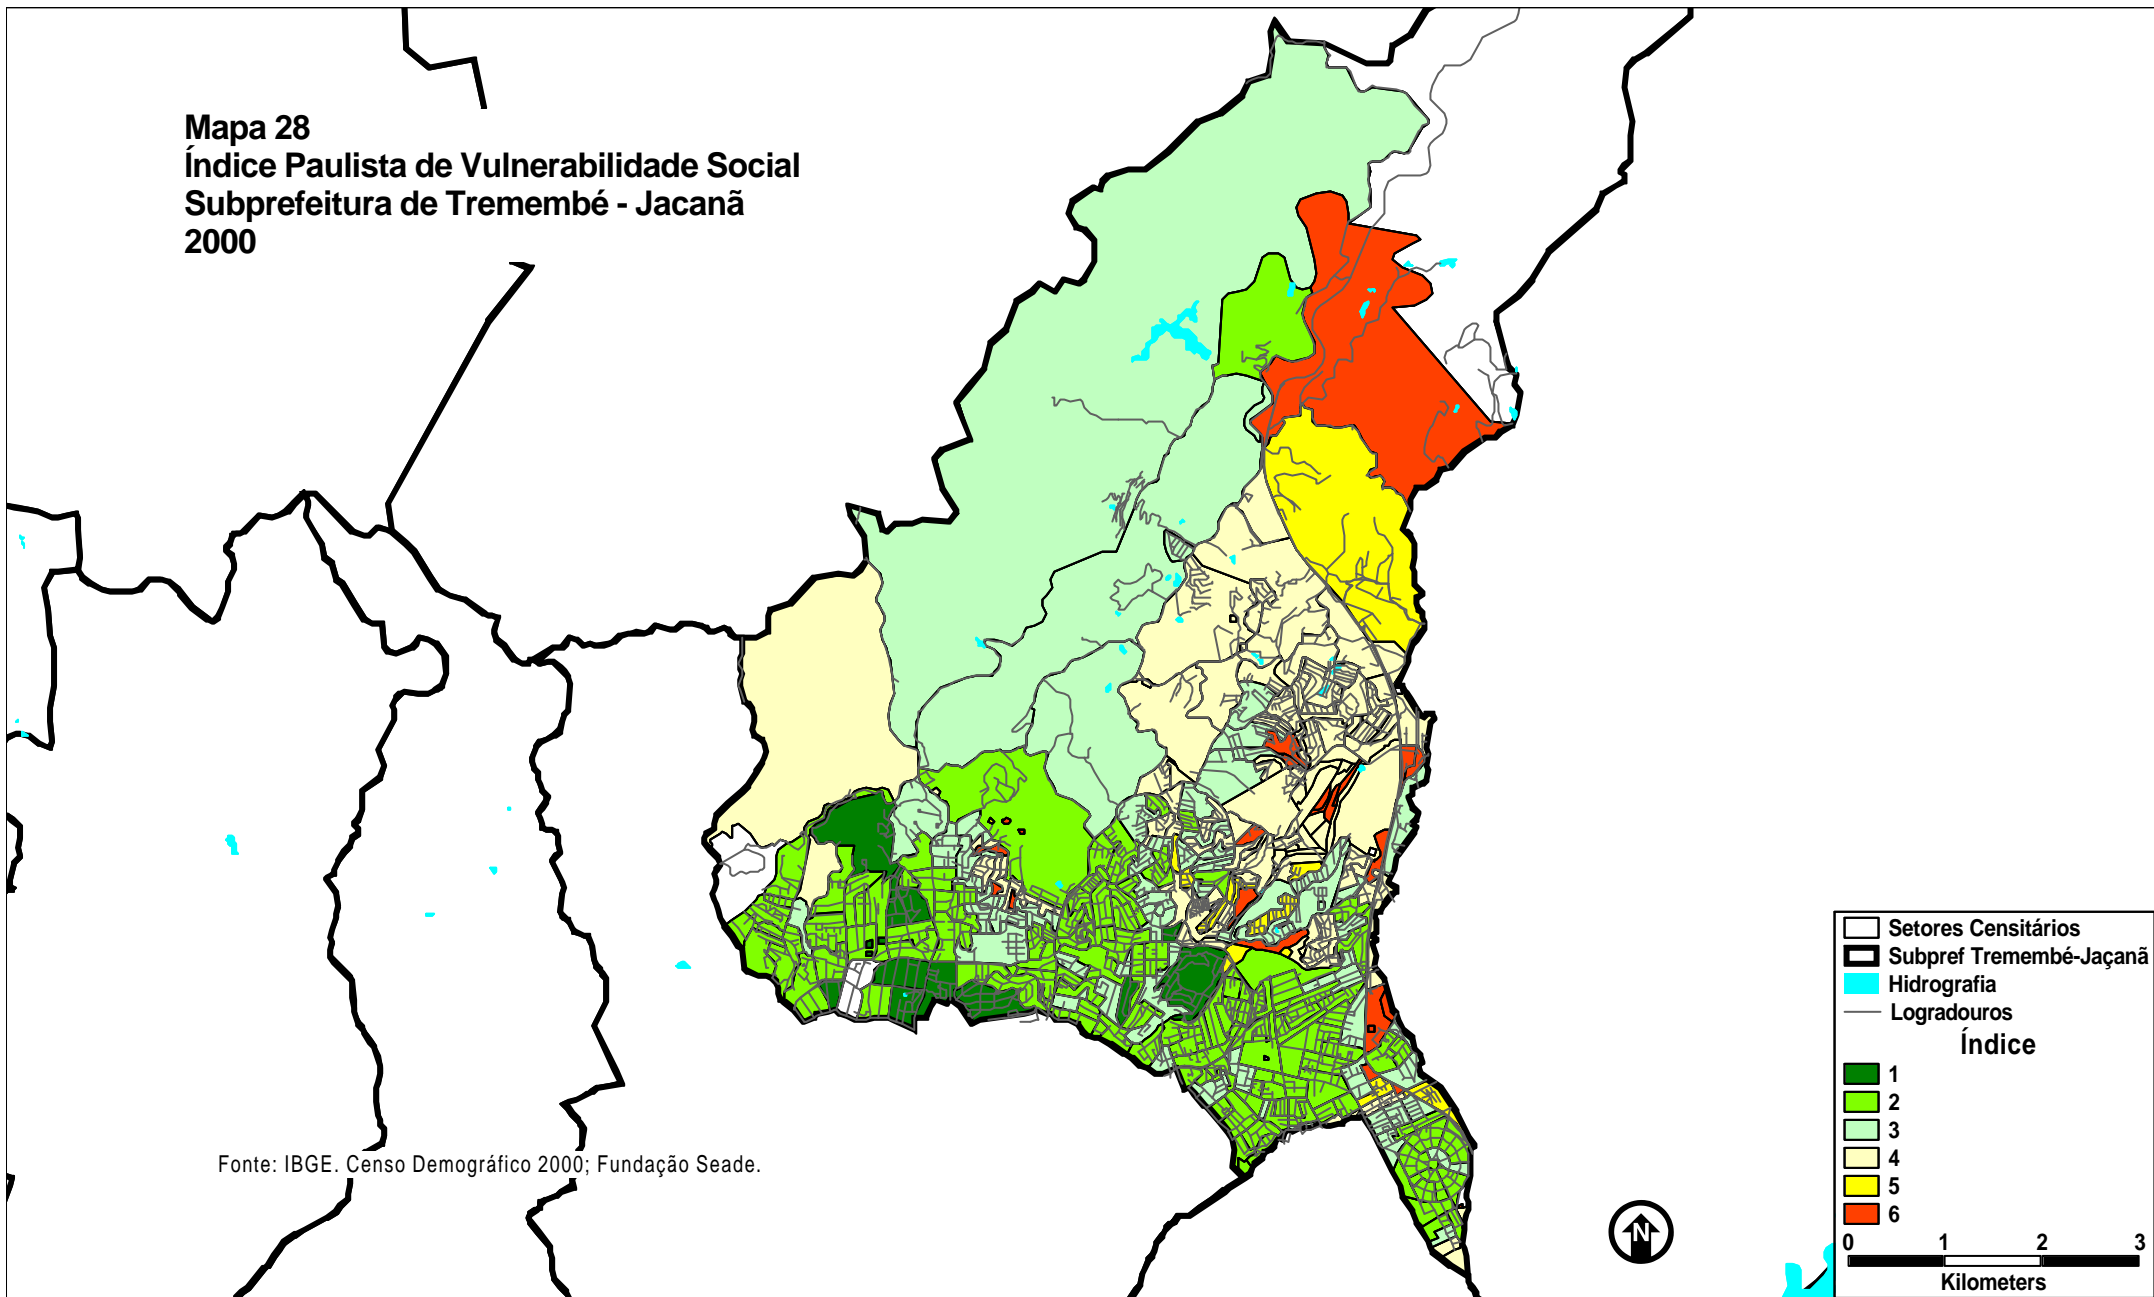 Mapa 28
Índice Paulista de Vulnerabilidade Social
Subprefeitura de Tremembé - Jacanã
2000
Setores Censitários
Subpref Tremembé-Jaçanã
Hidrografia
Logradouros
Índice
1
2
3
4
5
6
0 1 2 3
Kilometers
N
Fonte: IBGE. Censo Demográfico 2000; Fundação Seade.